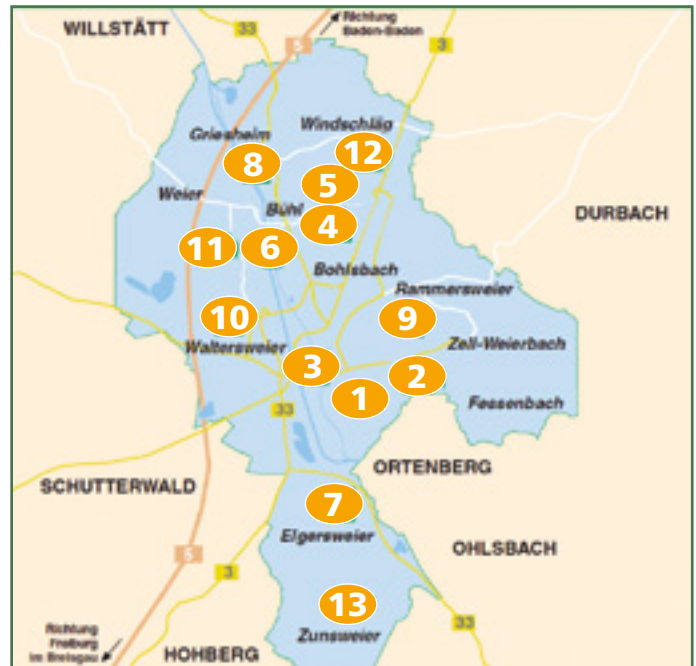 WILLSTÄTT
33
5
Richtung
Baden-Baden
3
Griesheim
Windschläg
8
12
5
Weier
Bühl
4
DURBACH
11
6
Bohlsbach
Rammersweier
10
9
Waltersweier
3
Zell-Weierbach
2
1
Fessenbach
33
ORTENBERG
SCHUTTERWALD
7
Elgersweier
OHLSBACH
5
3
13
33
Richtung
Freiburg
im Breisgau
HOHBERG
Zunsweier